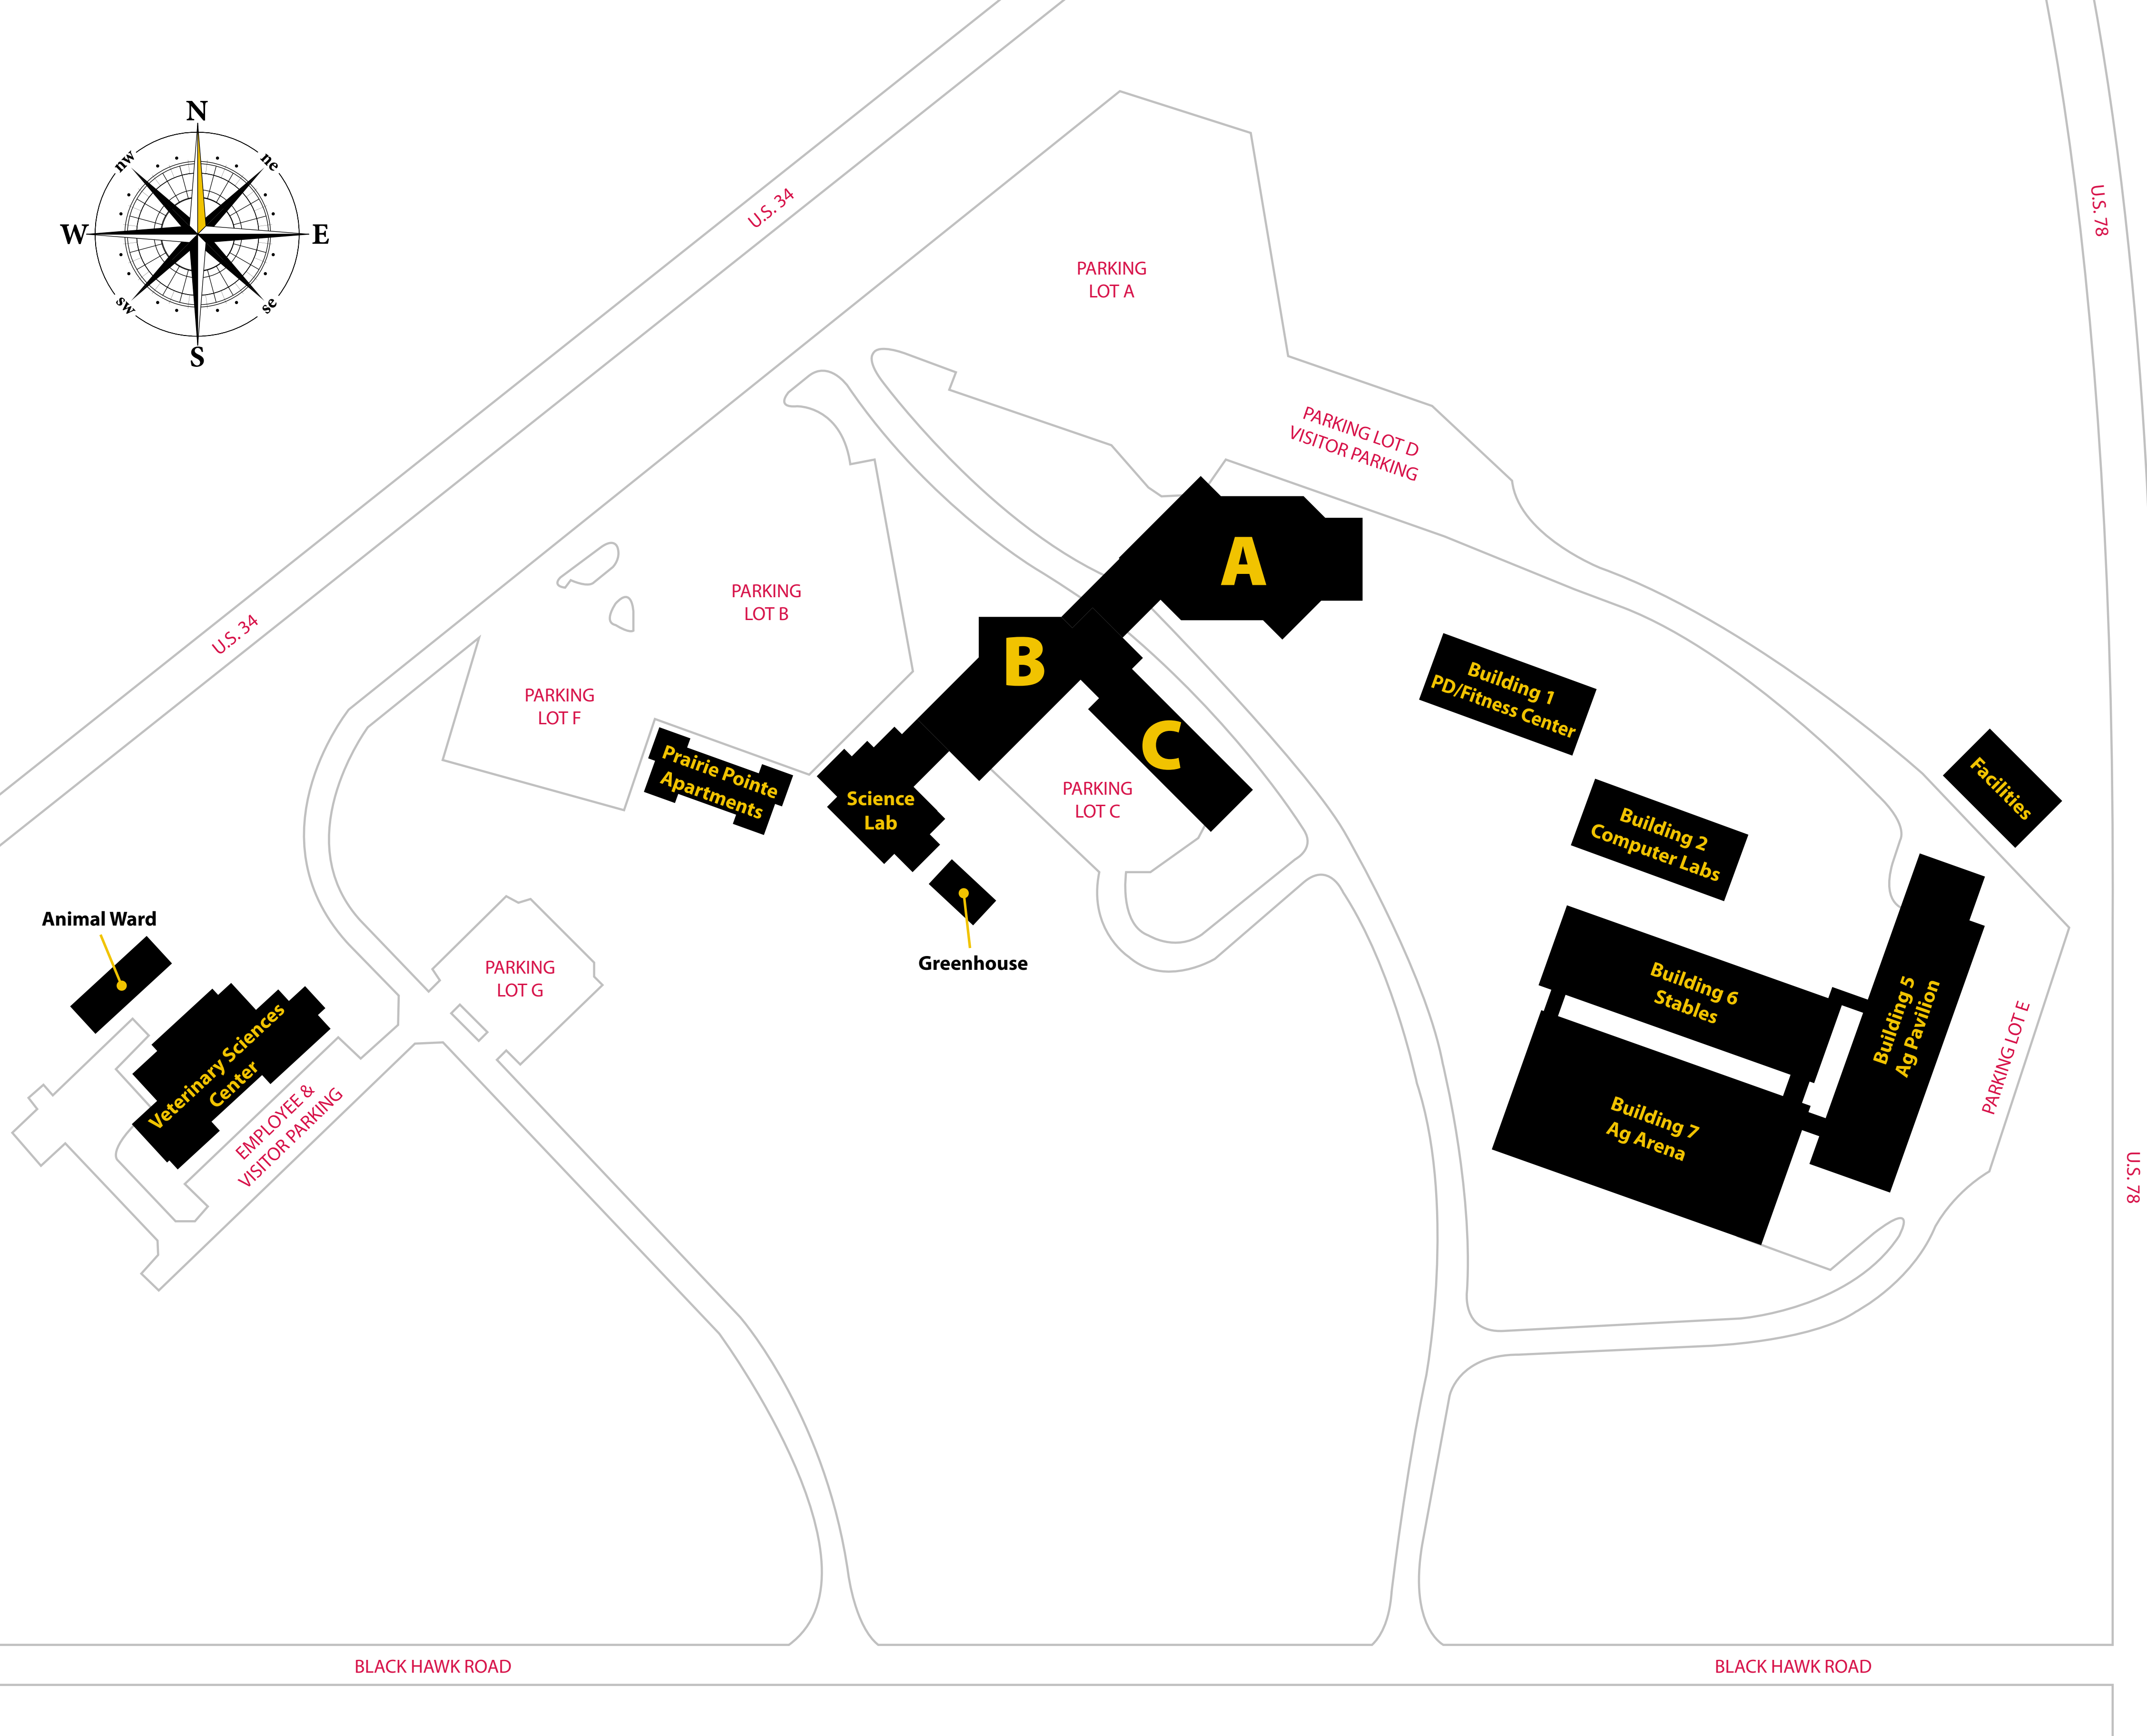 N
nw
ne
W
E
sw
se
S
U.S. 34
U.S. 78
PARKING
LOT A
PARKING LOT D
VISITOR PARKING
A
U.S. 34
PARKING
LOT B
B
PARKING
LOT F
C
Building 1
PD/Fitness Center
Prairie Pointe
Apartments
Science
Lab
PARKING
LOT C
Facilities
Building 2
Computer Labs
Animal Ward
Greenhouse
PARKING
LOT G
Building 6
Stables
Building 5
Ag Pavilion
PARKING LOT E
Veterinary Sciences
Center
EMPLOYEE &
VISITOR PARKING
Building 7
Ag Arena
U.S. 78
BLACK HAWK ROAD
BLACK HAWK ROAD